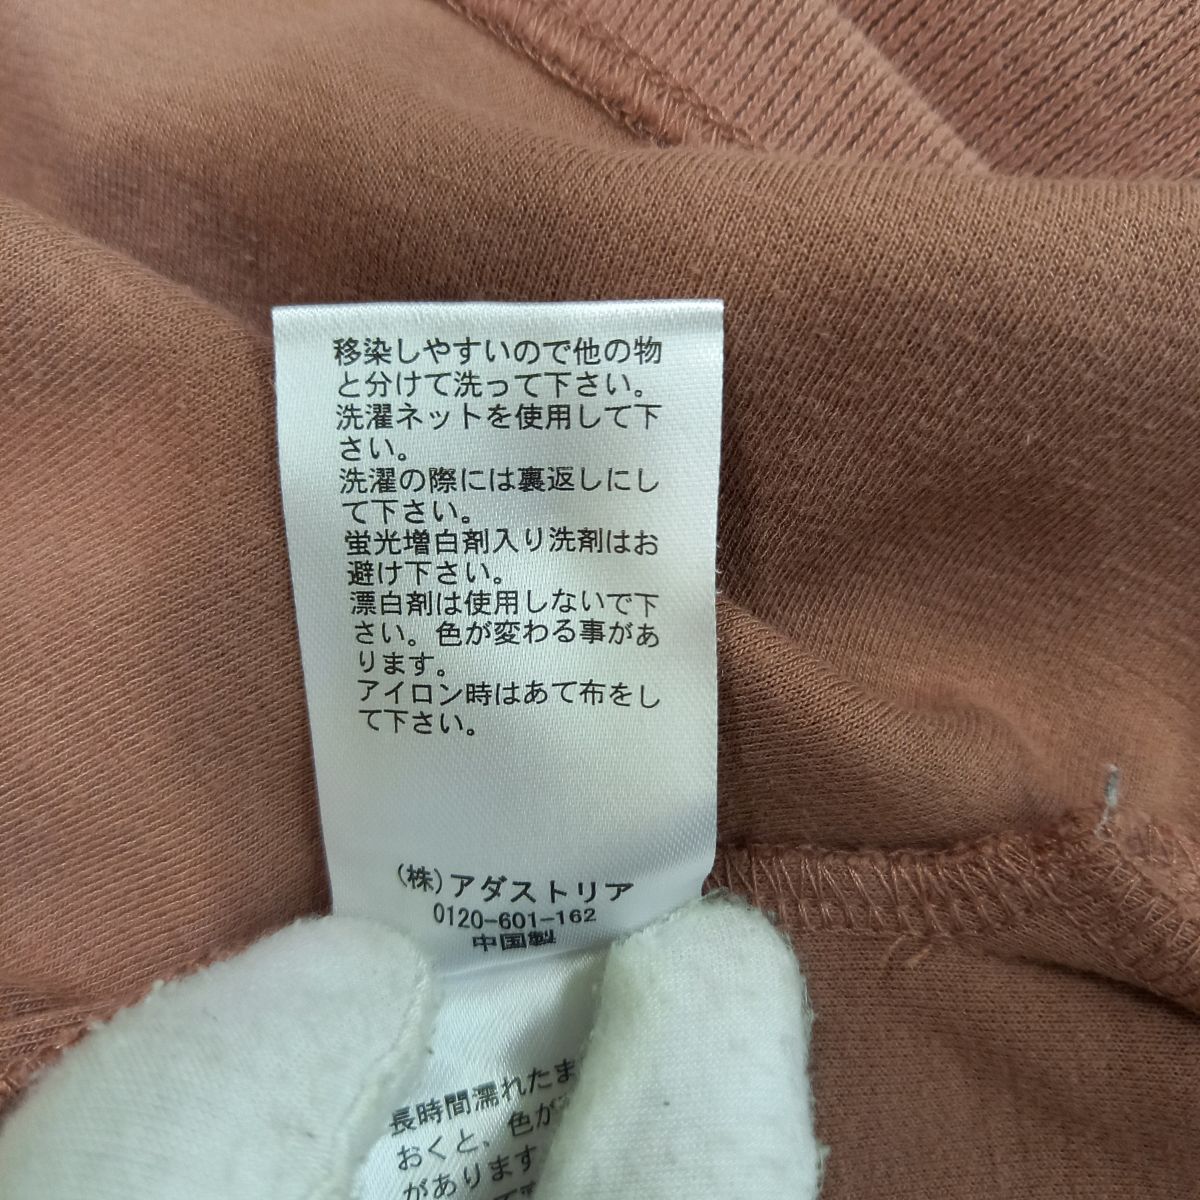 移染しやすいので他の物
と分けて洗って下さい。
洗濯ネットを使用して下
さい。
洗濯の際には裏返しにし
て下さい。
蛍光増白剤入り洗剤はお
避け下さい。
漂白剤は使用しないで下
さい。色が変わる事があ
ります。
アイロン時はあて布をし
て下さい。
(株)アダストリア
0120-601-162
中国製
長時間濡れたま
おくと、色が
があります